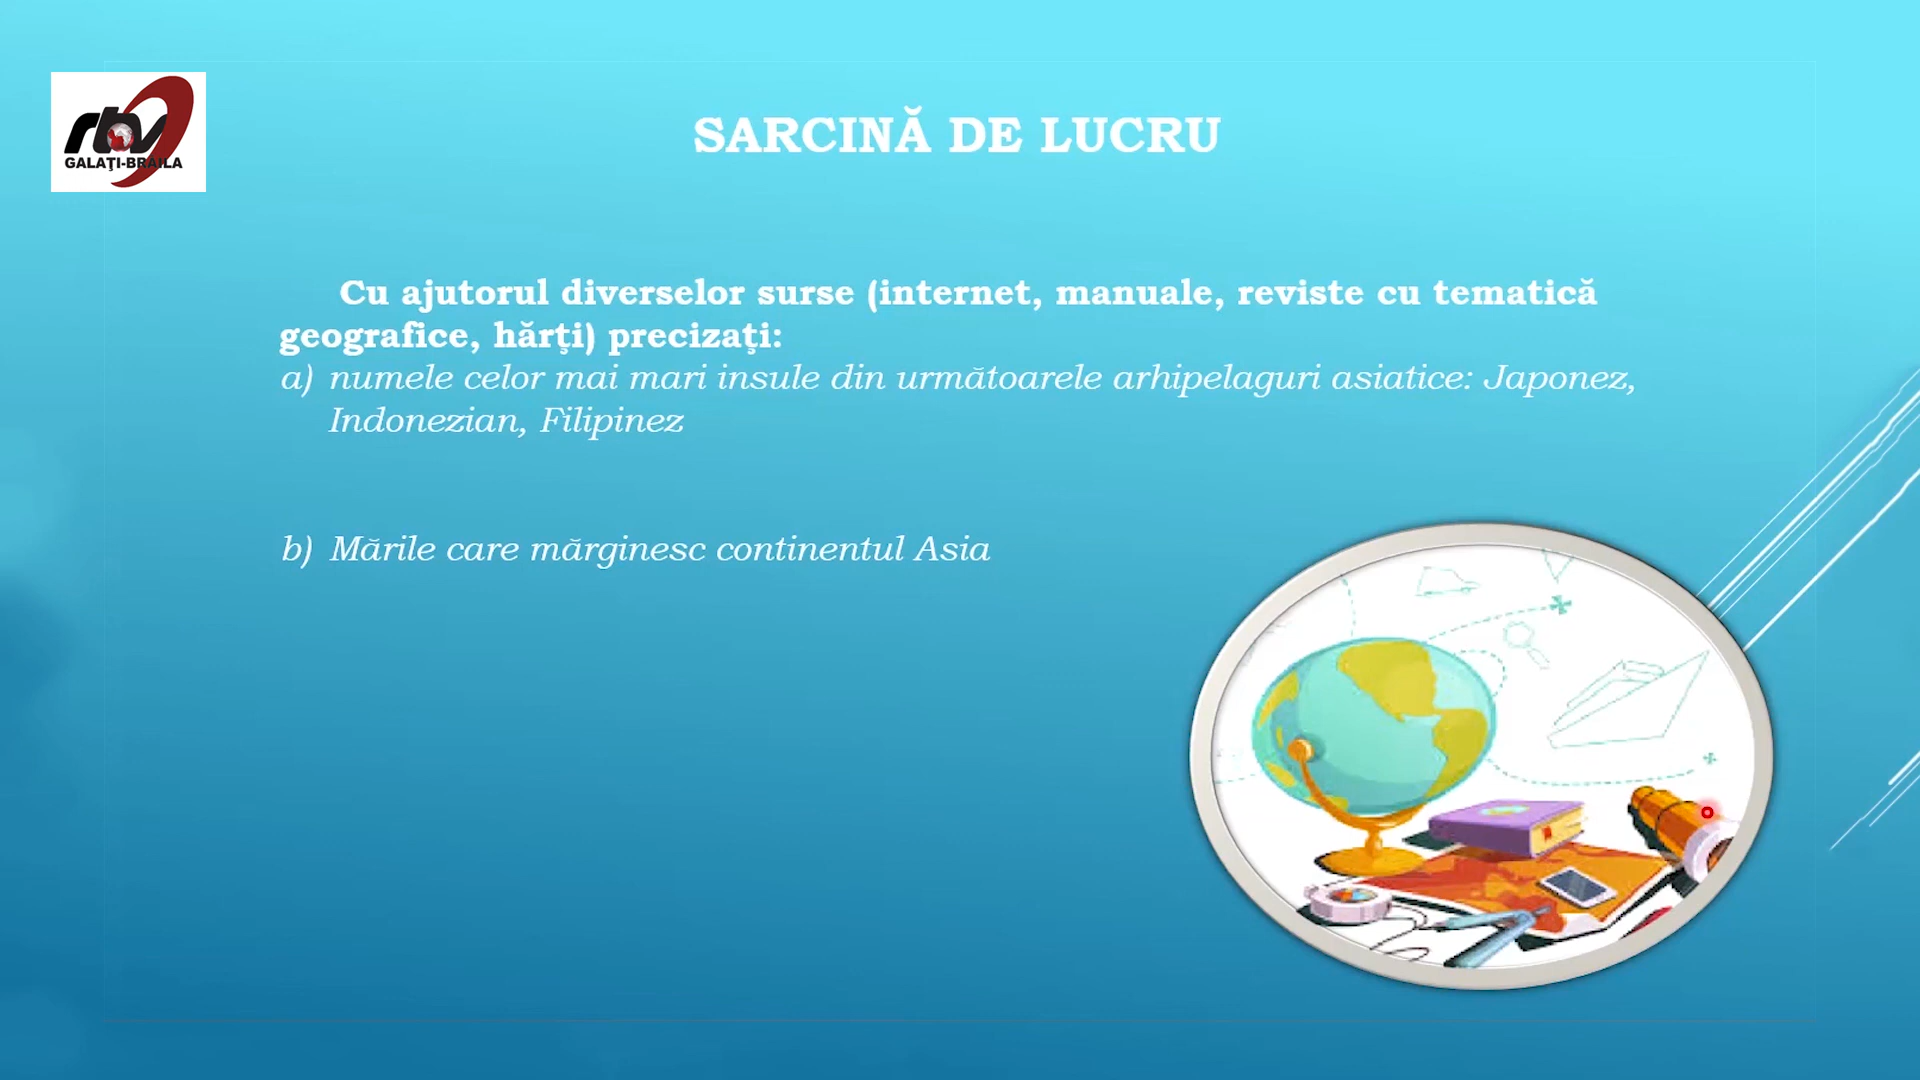 rtv
GALAŢI-BRĂILA
SARCINĂ DE LUCRU
Cu ajutorul diverselor surse (internet, manuale, reviste cu tematică
geografice, hărți) precizați:
a) numele celor mai mari insule din următoarele arhipelaguri asiatice: Japonez,
Indonezian, Filipinez
b) Mările care mărginesc continentul Asia